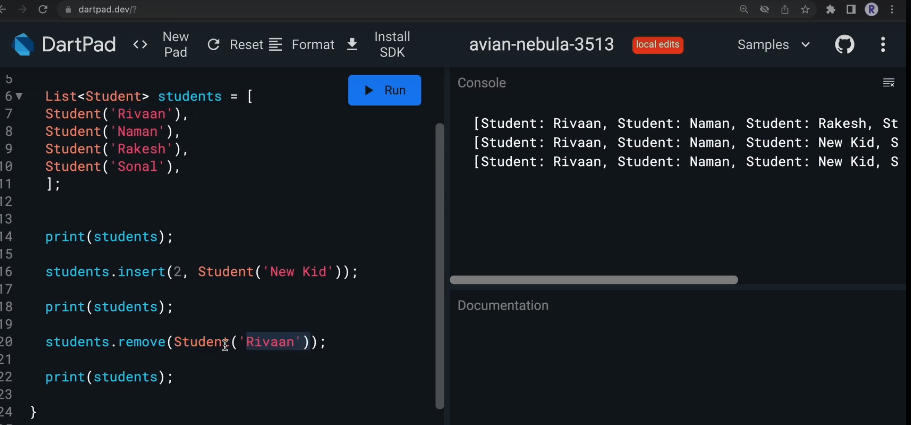 dartpad.dev/?
R
DartPad
<> New Pad
Reset
Format
Install SDK
avian-nebula-3513
local edits
Samples
5
6 List<Student> students = [
7 Student('Rivaan'),
8 Student('Naman'),
9 Student('Rakesh'),
10 Student('Sonal'),
11 ];
12
13
14 print(students);
15
16 students.insert(2, Student('New Kid'));
17
18 print(students);
19
20 students.remove(Student('Rivaan'));
21
22 print(students);
23
24 }
Run
Console
[Student: Rivaan, Student: Naman, Student: Rakesh, St
[Student: Rivaan, Student: Naman, Student: New Kid, S
[Student: Rivaan, Student: Naman, Student: New Kid, S
Documentation